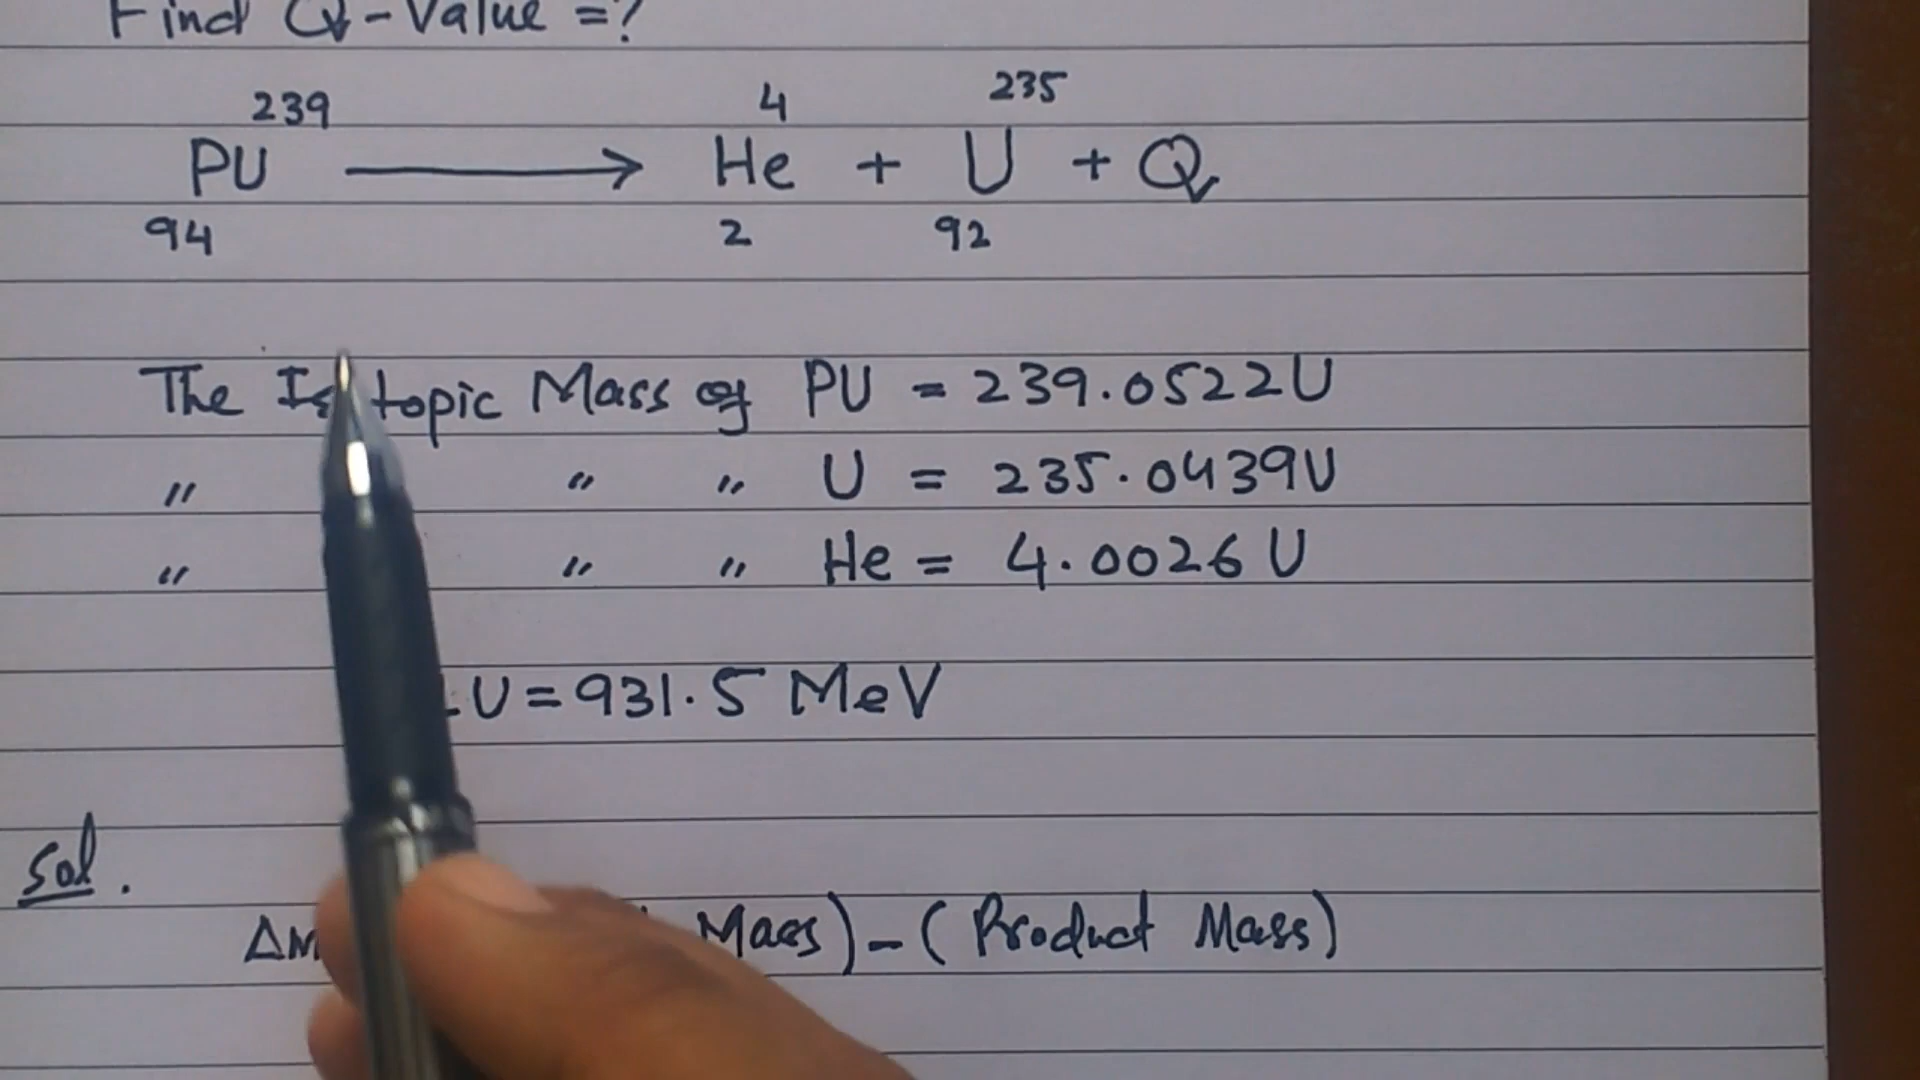 Find Q-Value =?
239 4 235
PU ⟶ He + U + Q
94 2 92
The Isotopic Mass of PU = 239.0522U
" " " U = 235.0439U
" " " He = 4.0026 U
U = 931.5 MeV
Sol.
Mass) - (Product Mass)